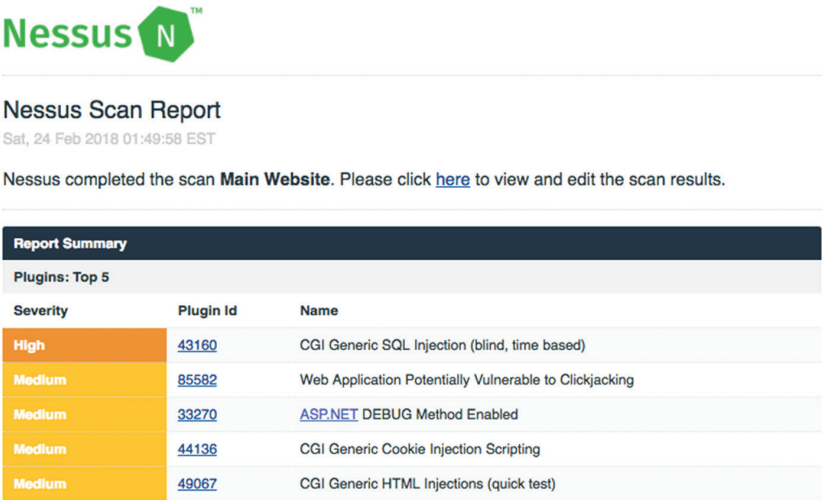 Nessus N ™
Nessus Scan Report
Sat, 24 Feb 2018 01:49:58 EST
Nessus completed the scan Main Website. Please click here to view and edit the scan results.
Report Summary
Plugins: Top 5
Severity Plugin Id Name
High 43160 CGI Generic SQL Injection (blind, time based)
Medium 85582 Web Application Potentially Vulnerable to Clickjacking
Medium 33270 ASP.NET DEBUG Method Enabled
Medium 44136 CGI Generic Cookie Injection Scripting
Medium 49067 CGI Generic HTML Injections (quick test)